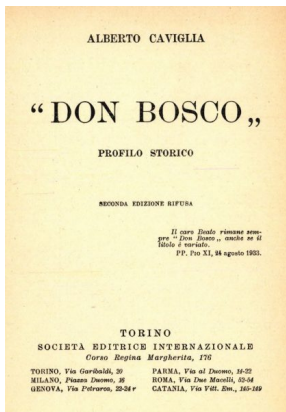 ALBERTO CAVIGLIA
“ DON BOSCO „
PROFILO STORICO
SECONDA EDIZIONE RIFUSA
Il caro Beato rimane sem-
pre “ Don Bosco „ anche se il
titolo è variato.
PP. PIO XI, 24 agosto 1933.
TORINO
SOCIETÀ EDITRICE INTERNAZIONALE
Corso Regina Margherita, 176
TORINO, Via Garibaldi, 20 PARMA, Via al Duomo, 18-22
MILANO, Piazza Duomo, 16 ROMA, Via Due Macelli, 52-54
GENOVA, Via Petrarca, 22-24 r CATANIA, Via Vitt. Em., 145-149